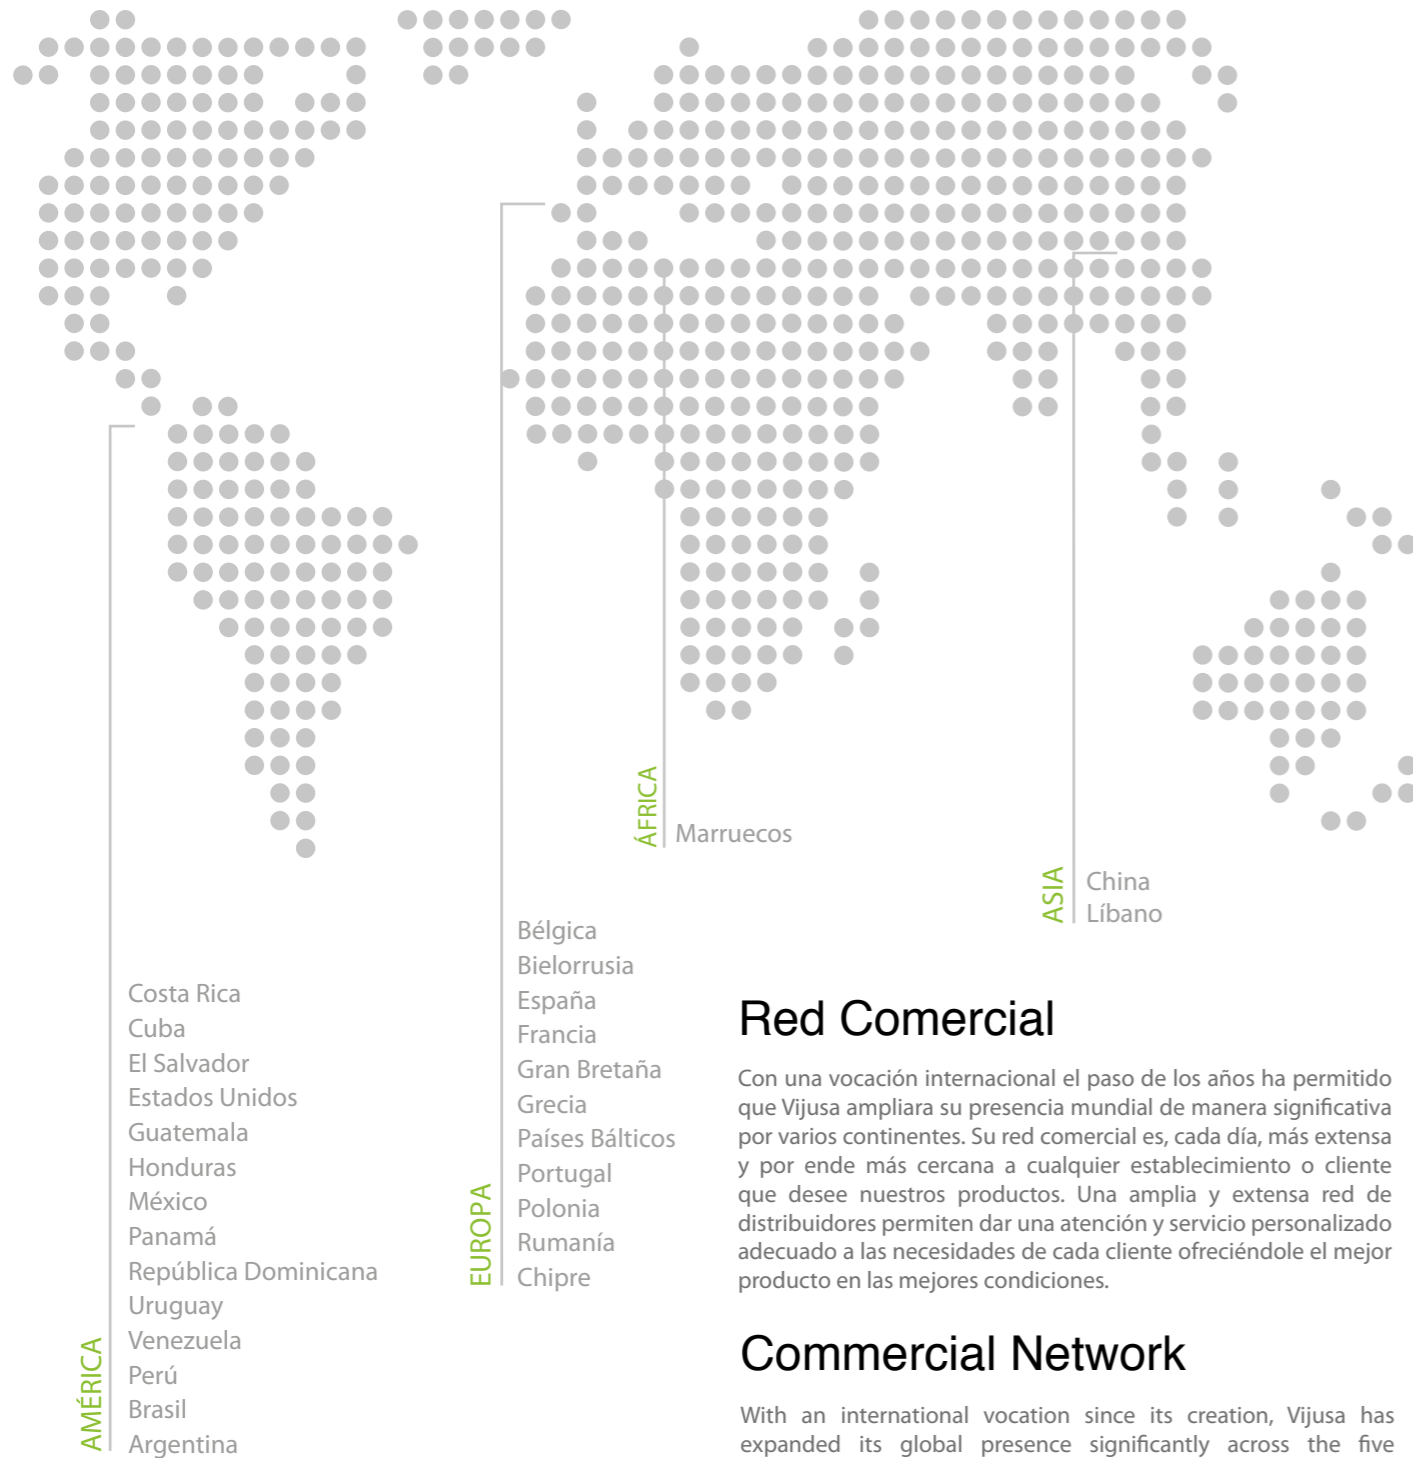 ÁFRICA
Marruecos
ASIA
China
Líbano
EUROPA
Bélgica
Bielorrusia
España
Francia
Gran Bretaña
Grecia
Países Bálticos
Portugal
Polonia
Rumanía
Chipre
AMÉRICA
Costa Rica
Cuba
El Salvador
Estados Unidos
Guatemala
Honduras
México
Panamá
República Dominicana
Uruguay
Venezuela
Perú
Brasil
Argentina
Red Comercial
Con una vocación internacional el paso de los años ha permitido
que Vijusa ampliara su presencia mundial de manera significativa
por varios continentes. Su red comercial es, cada día, más extensa
y por ende más cercana a cualquier establecimiento o cliente
que desee nuestros productos. Una amplia y extensa red de
distribuidores permiten dar una atención y servicio personalizado
adecuado a las necesidades de cada cliente ofreciéndole el mejor
producto en las mejores condiciones.
Commercial Network
With an international vocation since its creation, Vijusa has
expanded its global presence significantly across the five